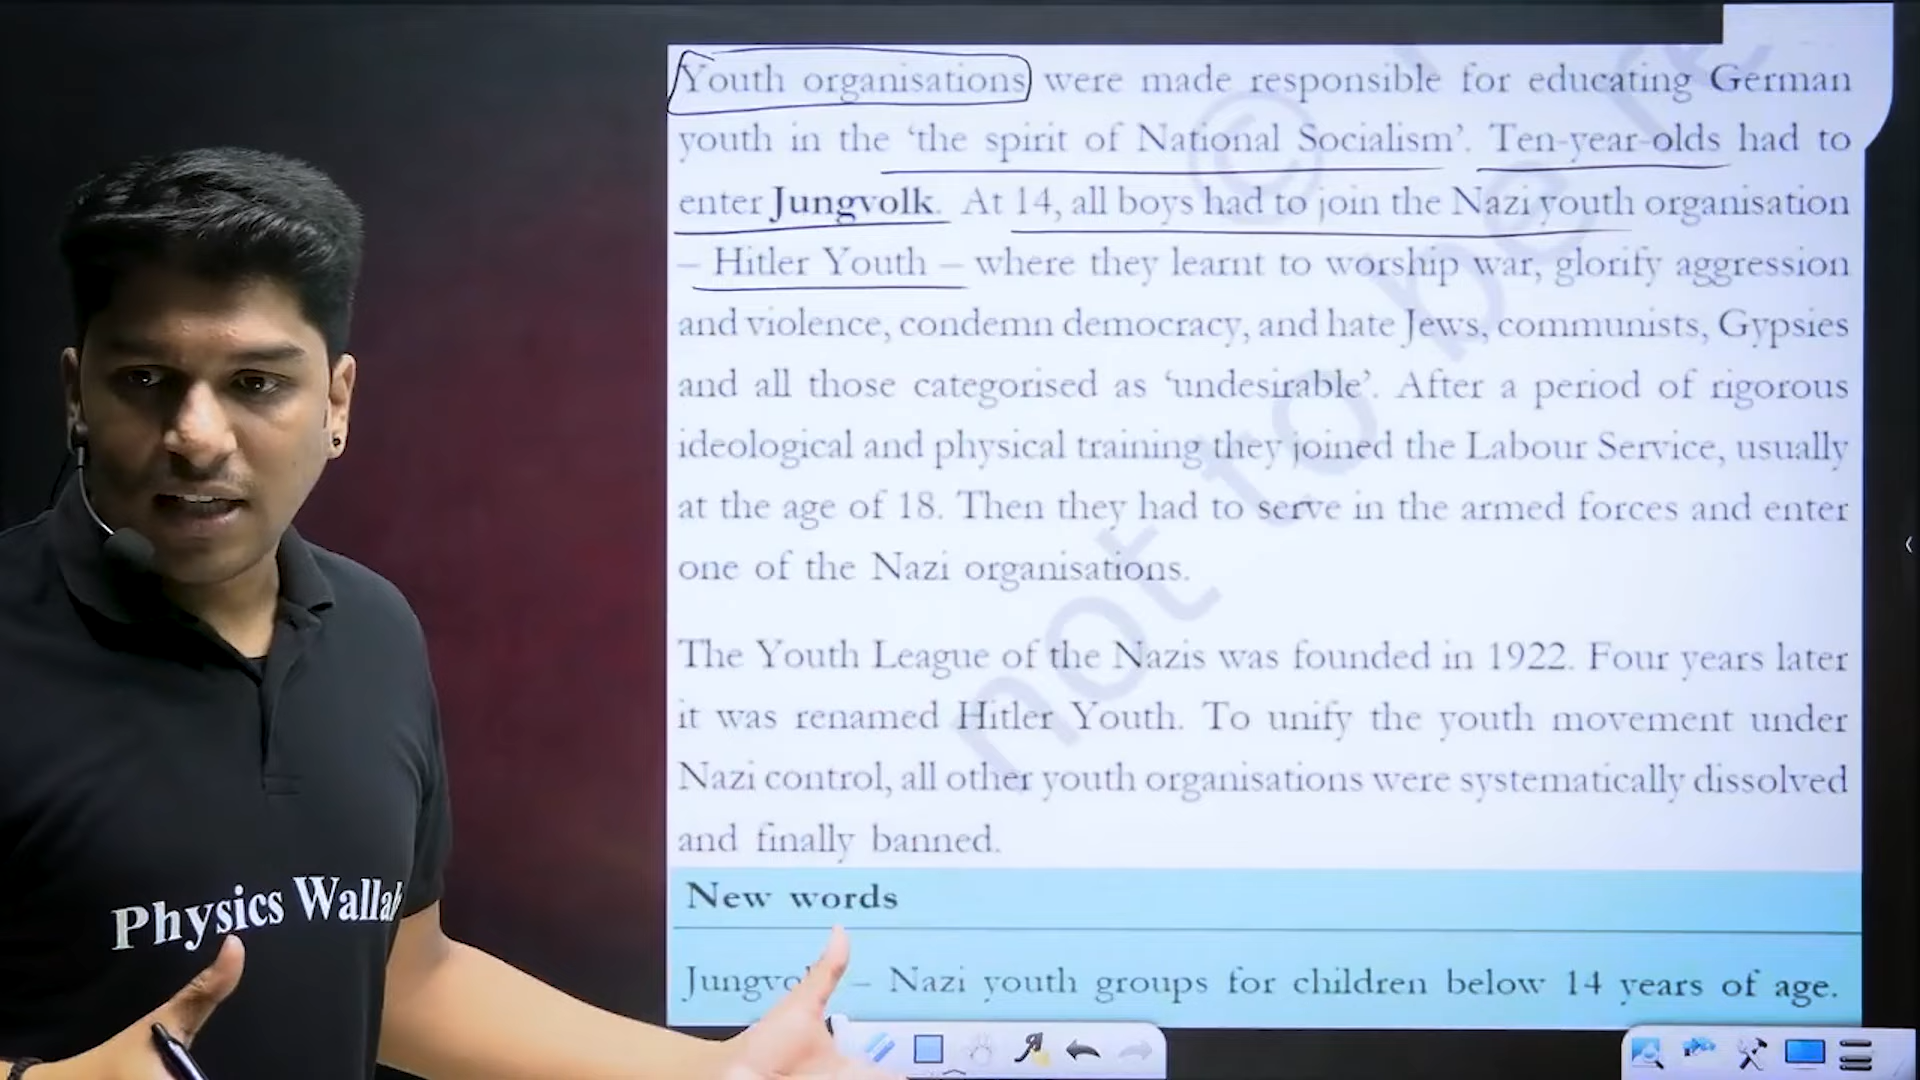 Youth organisations were made responsible for educating German
youth in the ‘the spirit of National Socialism’. Ten-year-olds had to
enter Jungvolk. At 14, all boys had to join the Nazi youth organisation
– Hitler Youth – where they learnt to worship war, glorify aggression
and violence, condemn democracy, and hate Jews, communists, Gypsies
and all those categorised as ‘undesirable’. After a period of rigorous
ideological and physical training they joined the Labour Service, usually
at the age of 18. Then they had to serve in the armed forces and enter
one of the Nazi organisations.
The Youth League of the Nazis was founded in 1922. Four years later
it was renamed Hitler Youth. To unify the youth movement under
Nazi control, all other youth organisations were systematically dissolved
and finally banned.
New words
– Nazi youth groups for children below 14 years of age.
Physics Wallah
©
not to be re